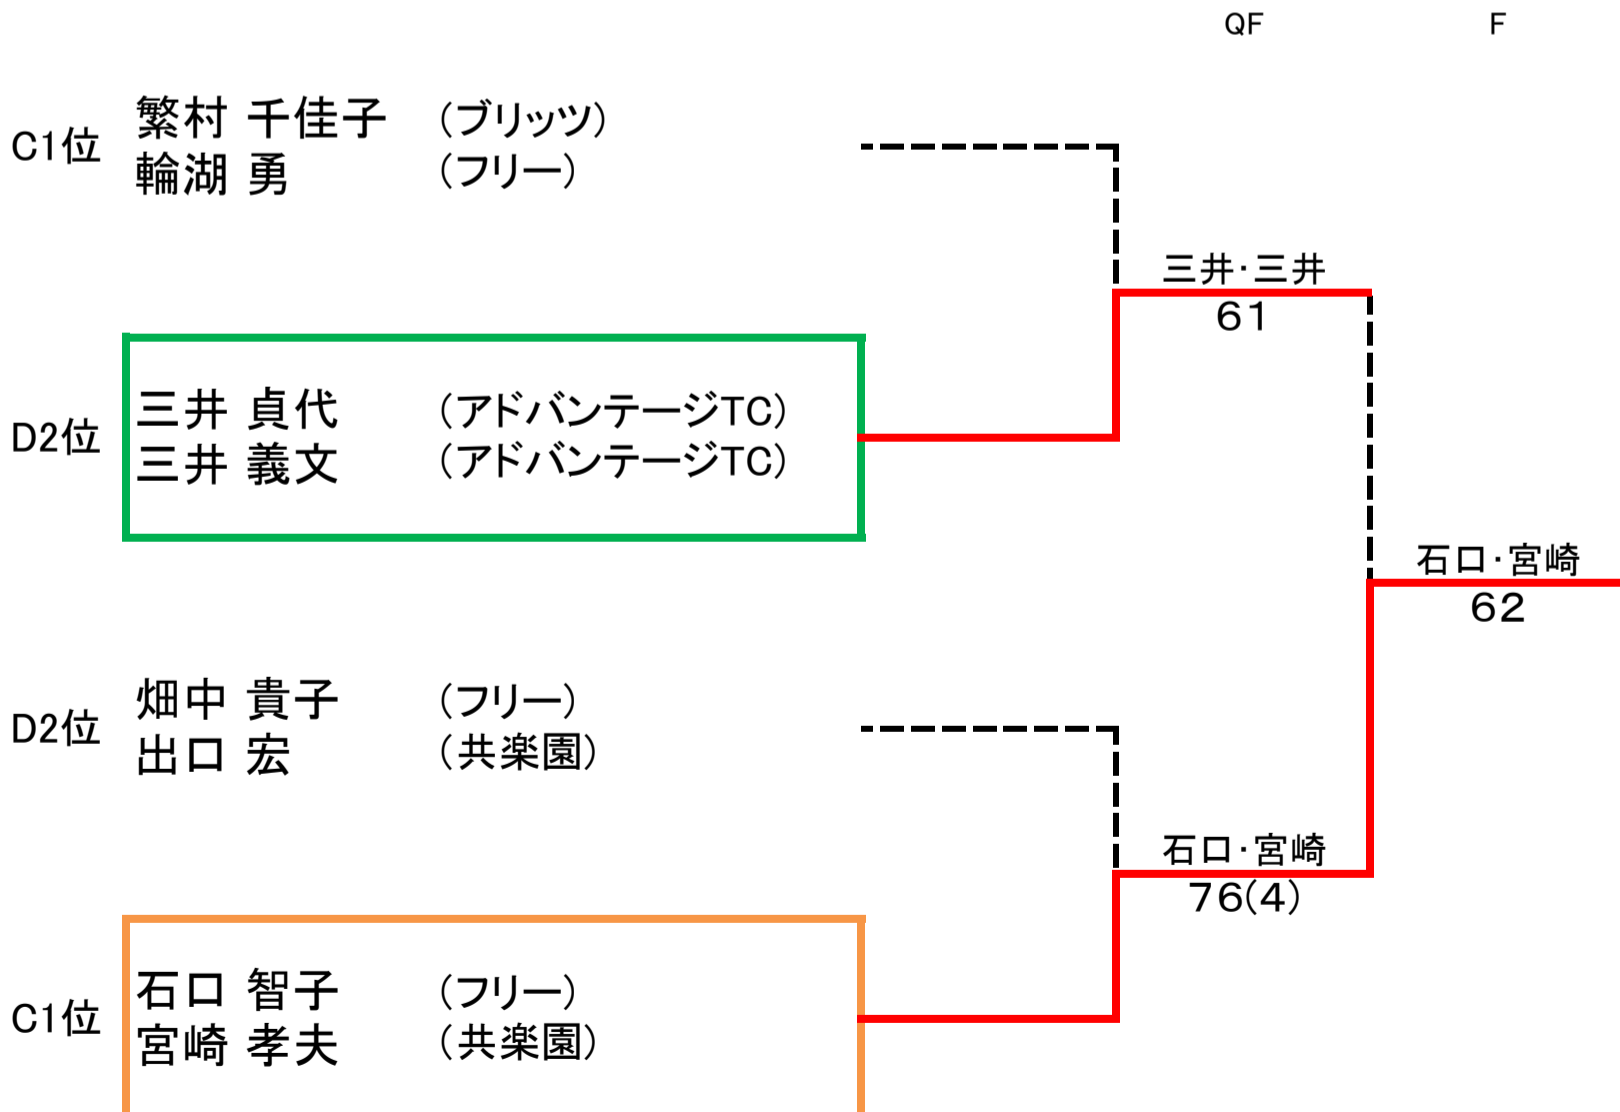 QF F
C1位 繁村 千佳子 (ブリッツ)
輪湖 勇 (フリー)
三井・三井
61
D2位 三井 貞代 (アドバンテージTC)
三井 義文 (アドバンテージTC)
石口・宮崎
62
D2位 畑中 貴子 (フリー)
出口 宏 (共楽園)
石口・宮崎
76(4)
C1位 石口 智子 (フリー)
宮崎 孝夫 (共楽園)